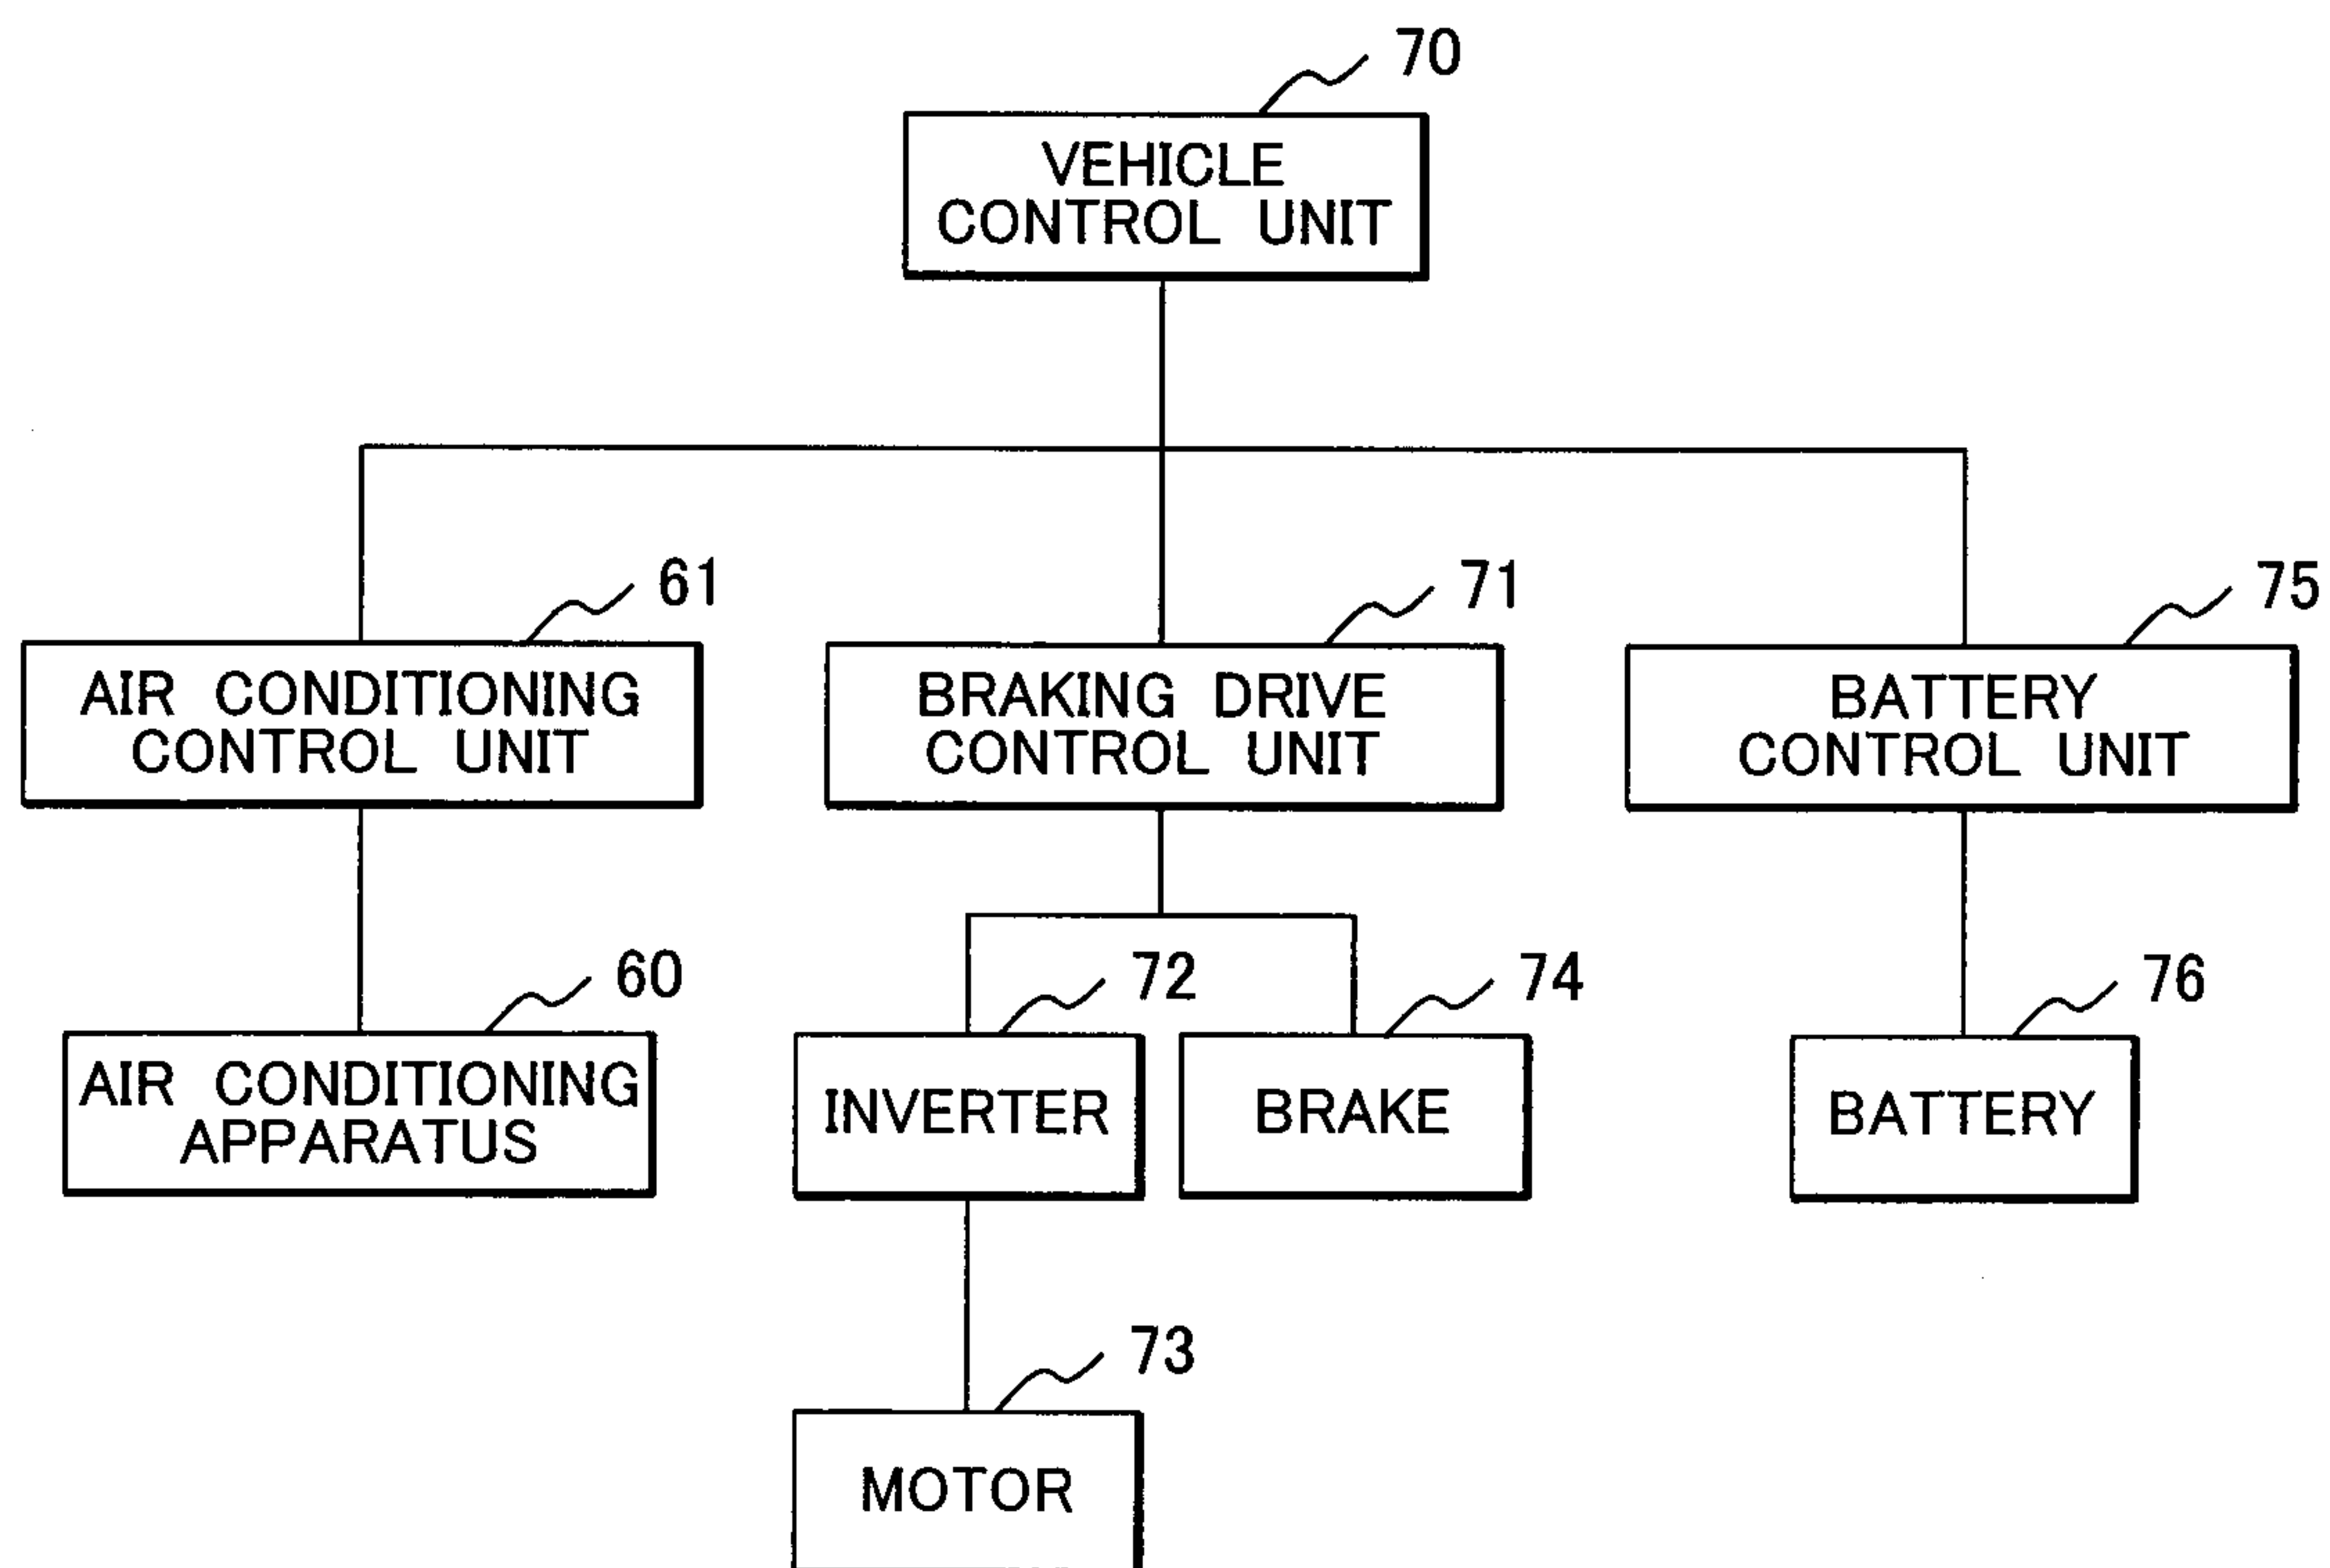 70
VEHICLE
CONTROL UNIT
61
71
75
AIR CONDITIONING
CONTROL UNIT
BRAKING DRIVE
CONTROL UNIT
BATTERY
CONTROL UNIT
60
72
74
76
AIR CONDITIONING
APPARATUS
INVERTER
BRAKE
BATTERY
73
MOTOR